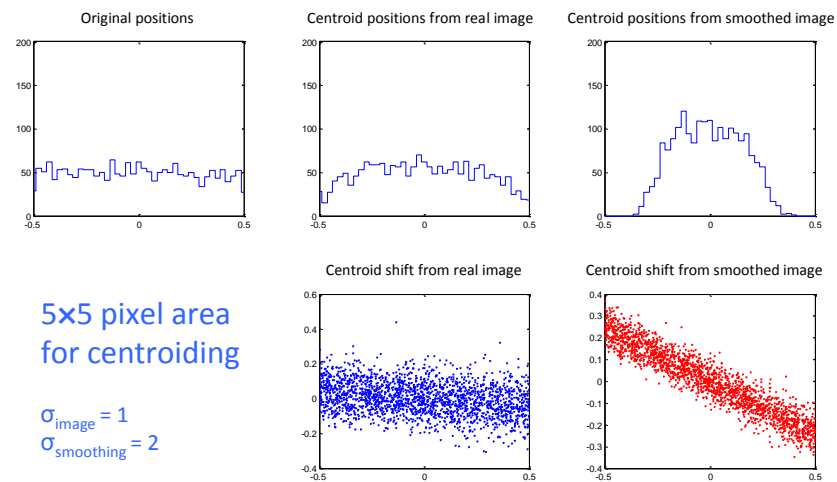 Original positions
200
150
100
50
0
-0.5 0 0.5
Centroid positions from real image
200
150
100
50
0
-0.5 0 0.5
Centroid positions from smoothed image
200
150
100
50
0
-0.5 0 0.5
5×5 pixel area
for centroiding
σimage = 1
σsmoothing = 2
Centroid shift from real image
0.6
0.4
0.2
0
-0.2
-0.4
-0.5 0 0.5
Centroid shift from smoothed image
0.4
0.3
0.2
0.1
0
-0.1
-0.2
-0.3
-0.4
-0.5 0 0.5